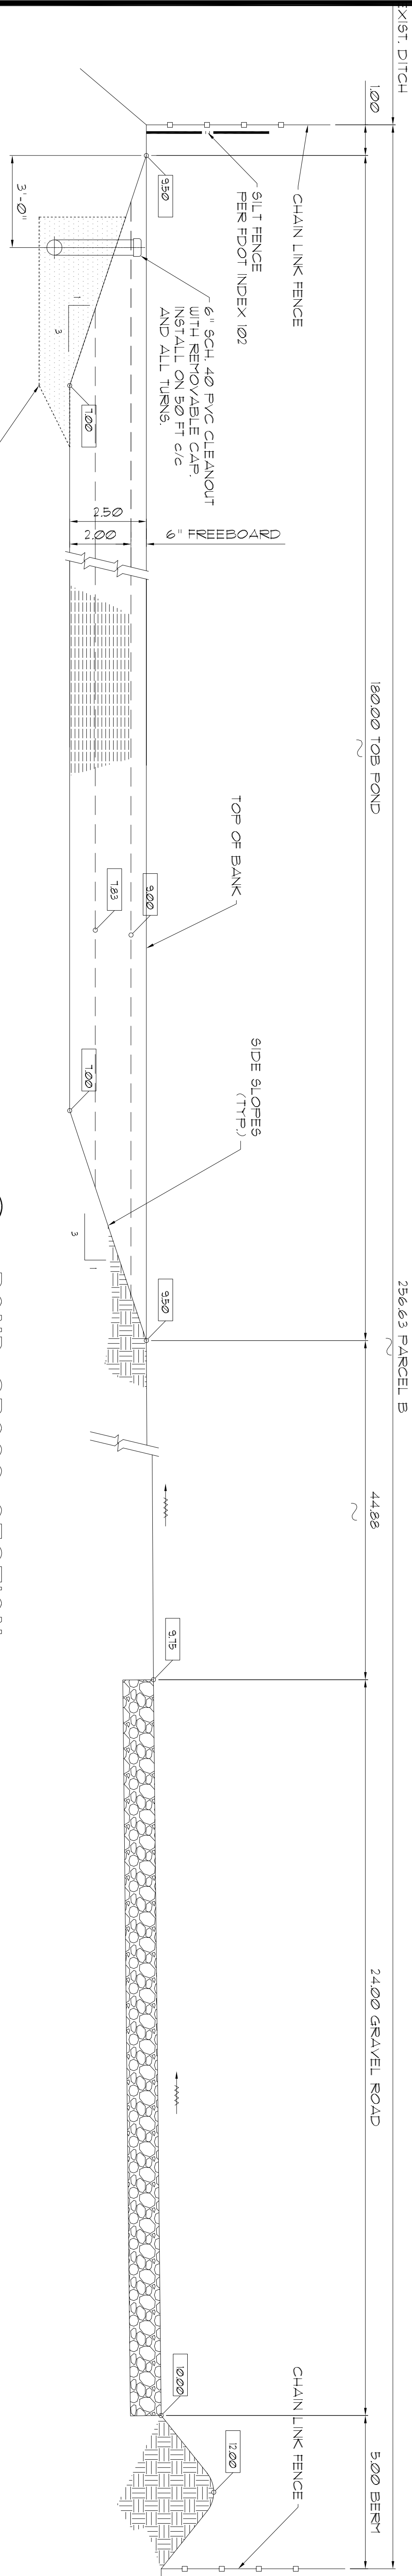 EXIST. DITCH
256.63 PARCEL B
1.00
180.00 TOB POND
44.88
24.00 GRAVEL ROAD
5.00 BERM
CHAIN LINK FENCE
SILT FENCE
PER FDOT INDEX 102
6" SCH. 40 PVC CLEANOUT
WITH REMOVABLE CAP.
INSTALL ON 50 FT c/c
AND ALL TURNS.
6" FREEBOARD
2.50
2.00
TOP OF BANK
SIDE SLOPES
(TYP.)
CHAIN LINK FENCE
9.50
3'-0"
1
3
7.00
9.00
7.83
7.00
3
1
9.50
9.75
10.00
12.00
POND CROSS SECTION